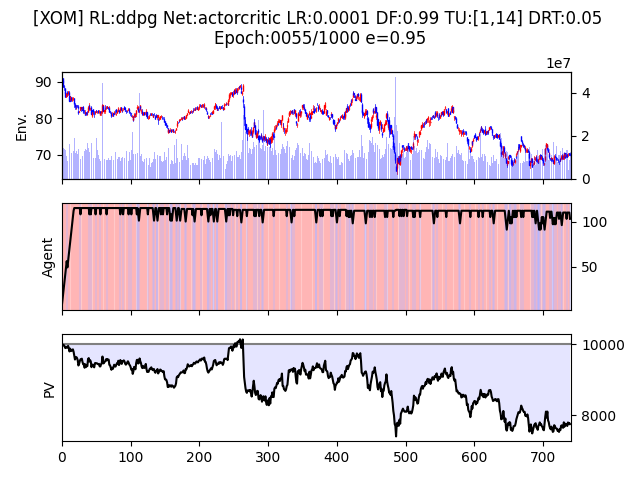 [XOM] RL:ddpg Net:actorcritic LR:0.0001 DF:0.99 TU:[1,14] DRT:0.05
Epoch:0055/1000 e=0.95
1e7
Env.
90
80
70
4
2
0
Agent
100
50
PV
10000
8000
0 100 200 300 400 500 600 700